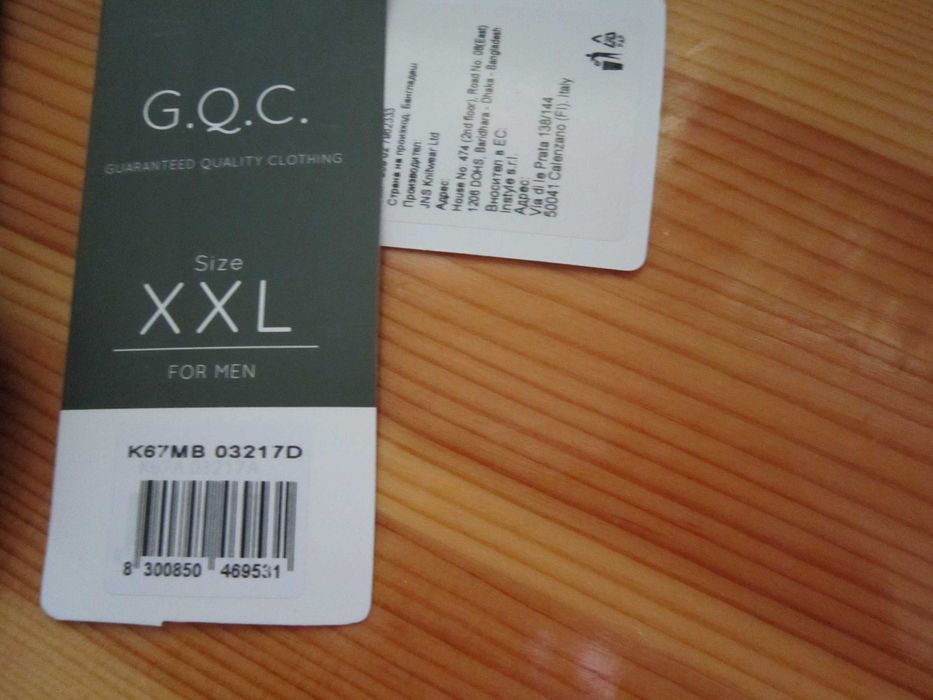 G.Q.C.
GUARANTEED QUALITY CLOTHING
Size
XXL
FOR MEN
K67MB 03217D
8 300850 469531
Страна на произход: Бангладеш
Производител:
JNS Knitwear Ltd
Адрес:
House No. 474 (2nd floor), Road No. 08(East)
1206 DOHS, Baridhara - Dhaka - Bangladesh
Вносител в ЕС:
Instyle s.r.l.
Адрес:
Via di le Prata 138/144
50041 Calenzano (FI), Italy